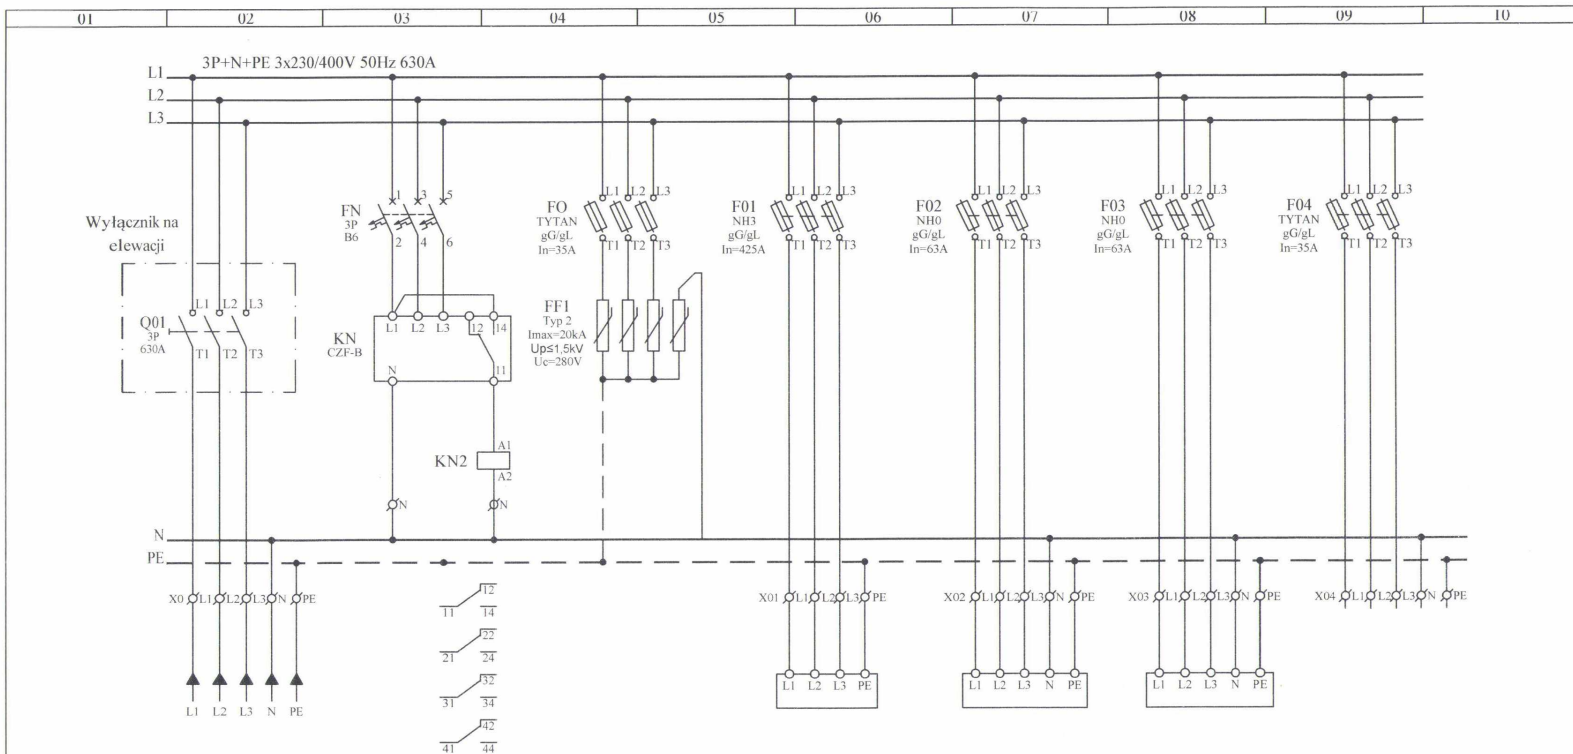 01 02 03 04 05 06 07 08 09 10
3P+N+PE 3x230/400V 50Hz 630A
L1
L2
L3
Wyłącznik na
elewacji
L1 L2 L3
Q01
3P
630A
T1 T2 T3
1 3 5
FN
3P
B6
2 4 6
L1 L2 L3 12 14
KN
CZF-B
N 11
A1
KN2
A2
N N
L1 L2 L3
FO
TYTAN
gG/gL
In=35A
T1 T2 T3
FF1
Typ 2
Imax=20kA
Up≤1,5kV
Uc=280V
L1 L2 L3
F01
NH3
gG/gL
In=425A
T1 T2 T3
L1 L2 L3
F02
NH0
gG/gL
In=63A
T1 T2 T3
L1 L2 L3
F03
NH0
gG/gL
In=63A
T1 T2 T3
L1 L2 L3
F04
TYTAN
gG/gL
In=35A
T1 T2 T3
N
PE
X0 L1 L2 L3 N PE
L1 L2 L3 N PE
12
11 14
22
21 24
32
31 34
42
41 44
X01 L1 L2 L3 PE
L1 L2 L3 PE
X02 L1 L2 L3 N PE
L1 L2 L3 N PE
X03 L1 L2 L3 N PE
L1 L2 L3 N PE
X04 L1 L2 L3 N PE